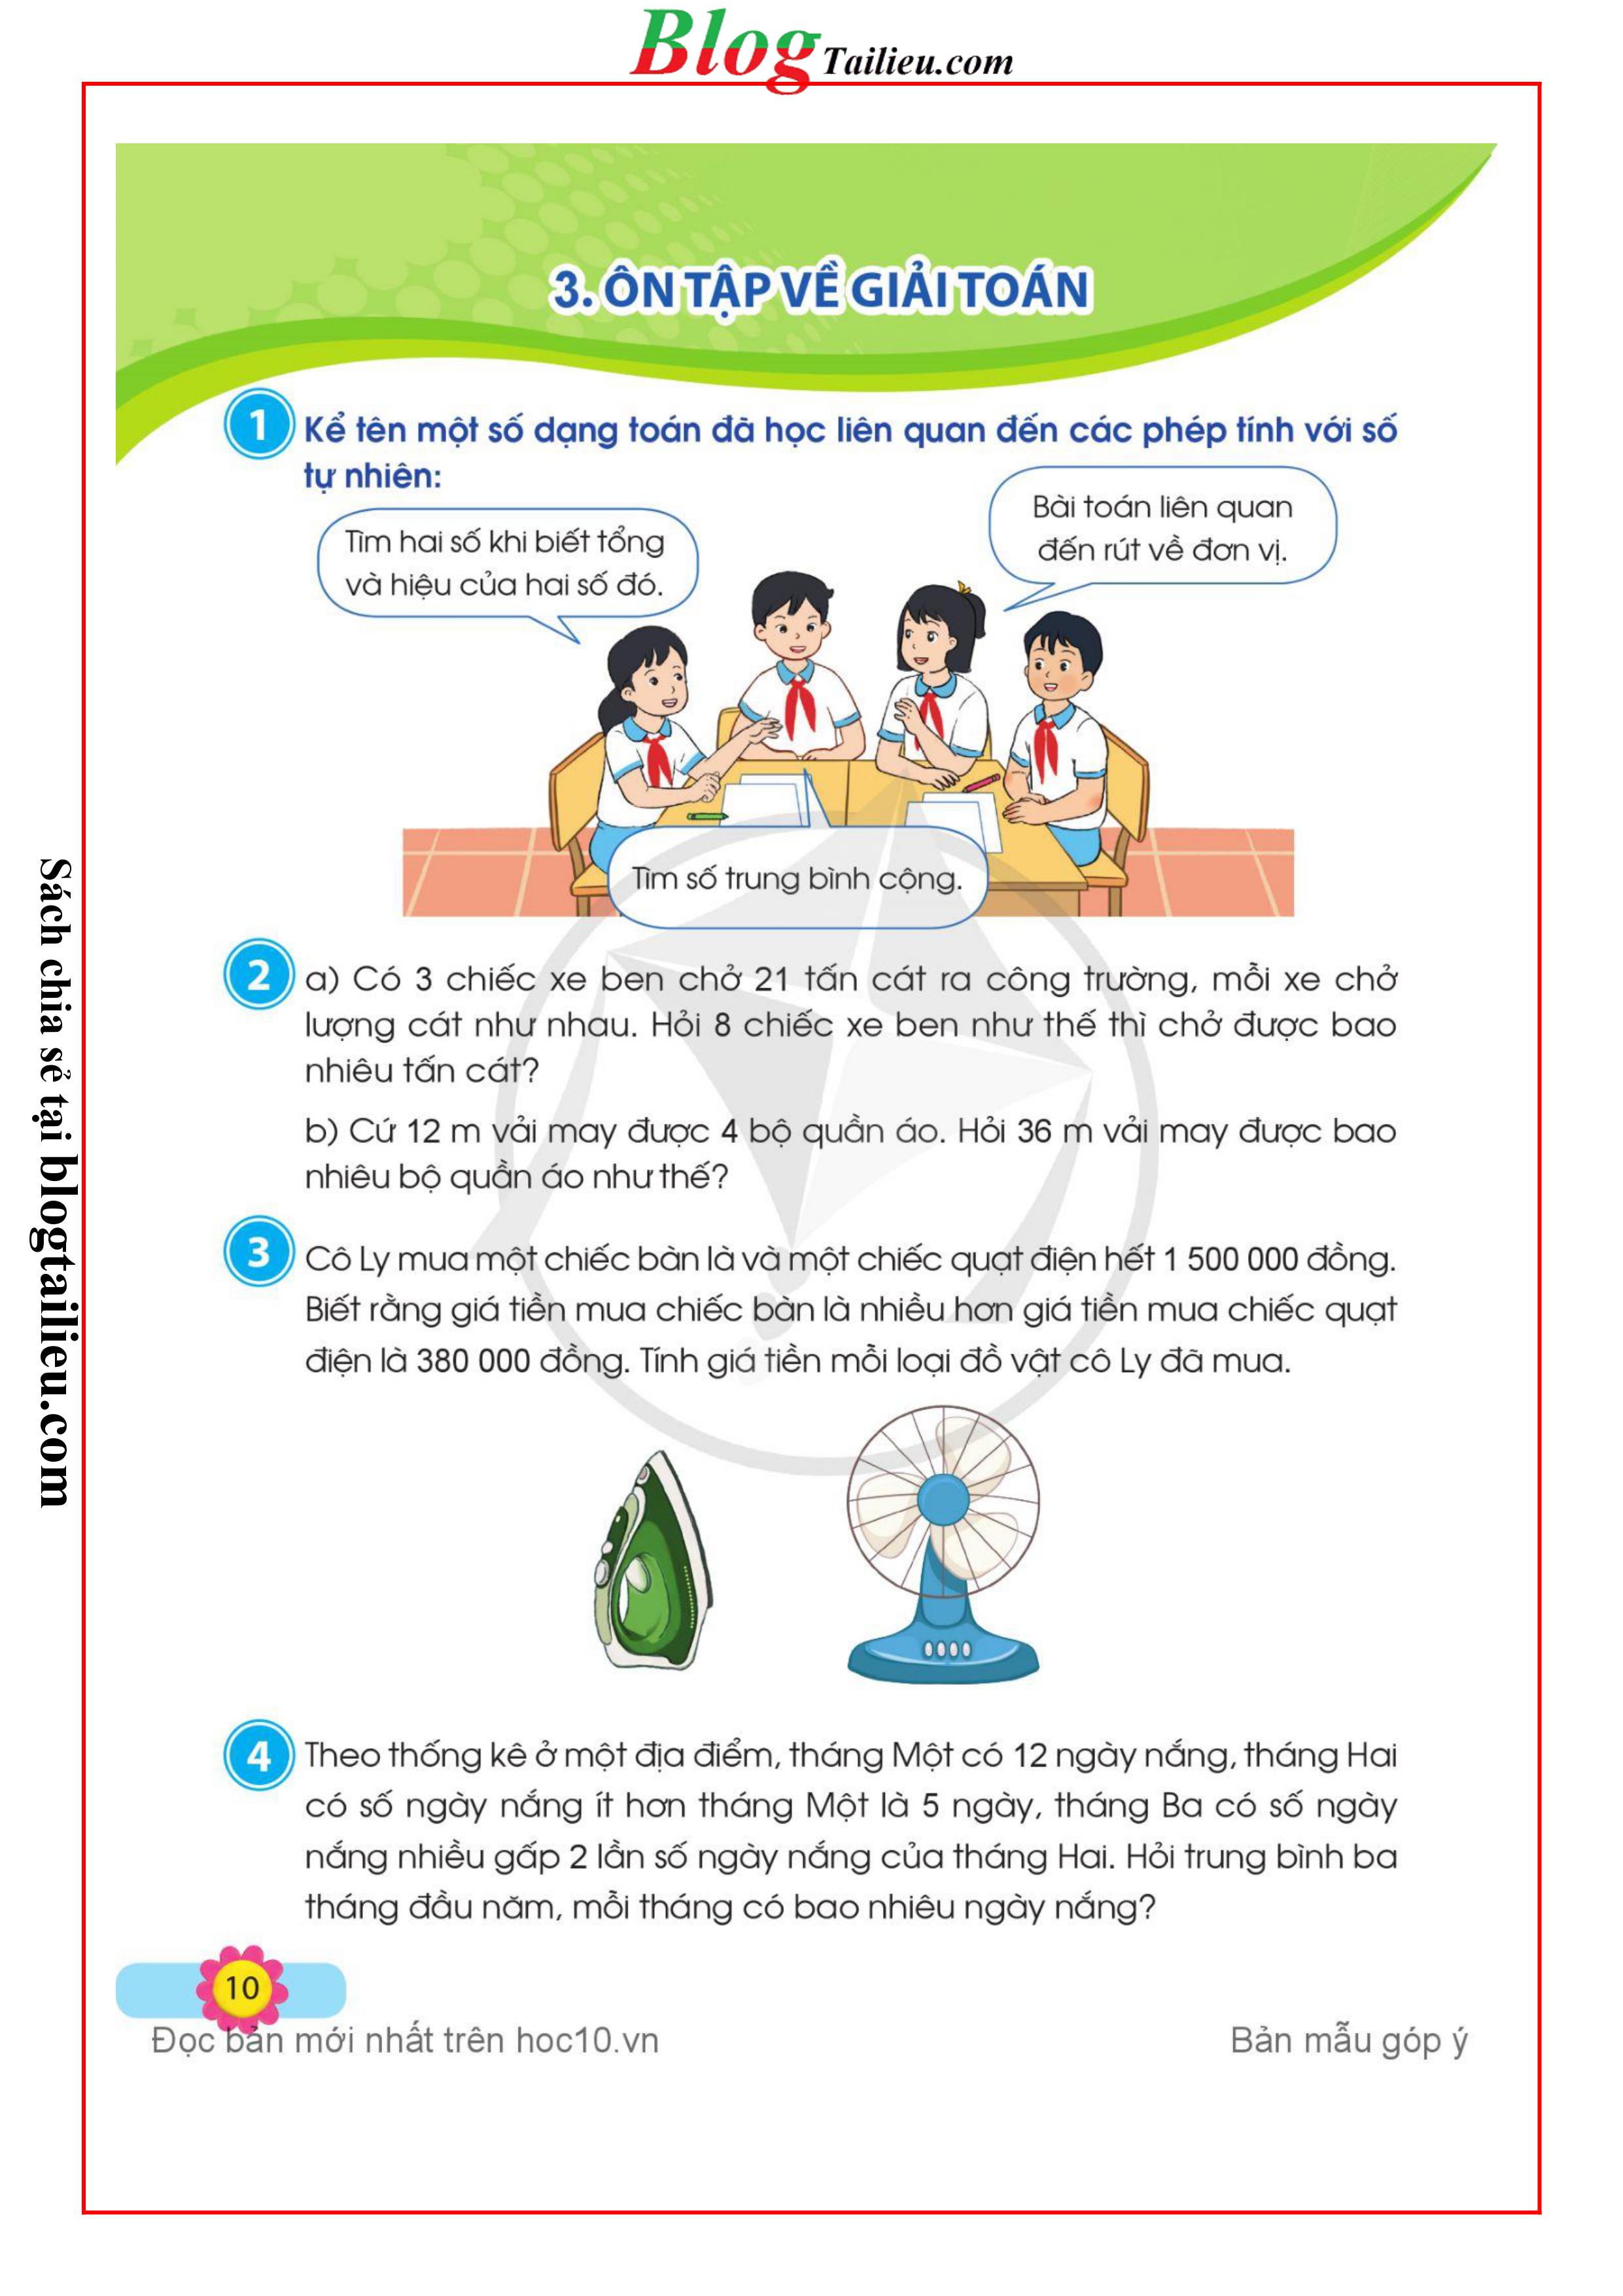 Blog Tailieu.com
3. ÔN TẬP VỀ GIẢI TOÁN
1 Kể tên một số dạng toán đã học liên quan đến các phép tính với số
tự nhiên:
Tìm hai số khi biết tổng
và hiệu của hai số đó.
Bài toán liên quan
đến rút về đơn vị.
Tìm số trung bình cộng.
2 a) Có 3 chiếc xe ben chở 21 tấn cát ra công trường, mỗi xe chở
lượng cát như nhau. Hỏi 8 chiếc xe ben như thế thì chở được bao
nhiêu tấn cát?
b) Cứ 12 m vải may được 4 bộ quần áo. Hỏi 36 m vải may được bao
nhiêu bộ quần áo như thế?
3 Cô Ly mua một chiếc bàn là và một chiếc quạt điện hết 1 500 000 đồng.
Biết rằng giá tiền mua chiếc bàn là nhiều hơn giá tiền mua chiếc quạt
điện là 380 000 đồng. Tính giá tiền mỗi loại đồ vật cô Ly đã mua.
4 Theo thống kê ở một địa điểm, tháng Một có 12 ngày nắng, tháng Hai
có số ngày nắng ít hơn tháng Một là 5 ngày, tháng Ba có số ngày
nắng nhiều gấp 2 lần số ngày nắng của tháng Hai. Hỏi trung bình ba
tháng đầu năm, mỗi tháng có bao nhiêu ngày nắng?
10
Đọc bản mới nhất trên hoc10.vn
Bản mẫu góp ý
Sách chia sẻ tại blogtailieu.com